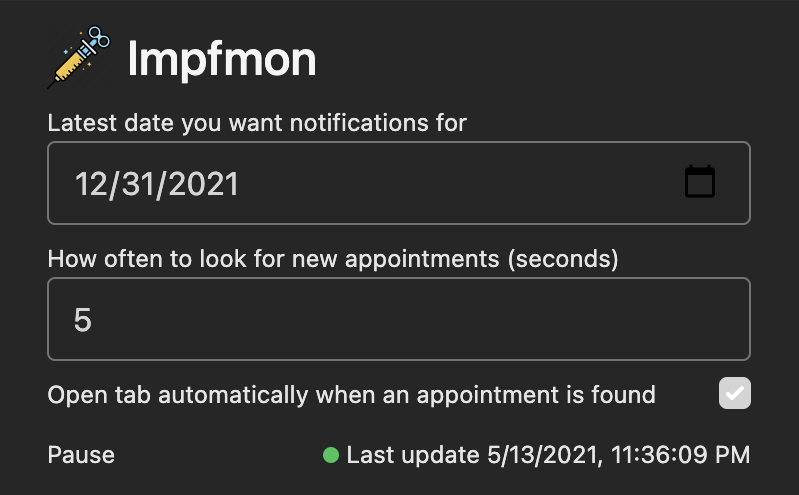 Impfmon
Latest date you want notifications for
12/31/2021
How often to look for new appointments (seconds)
5
Open tab automatically when an appointment is found
Pause
Last update 5/13/2021, 11:36:09 PM